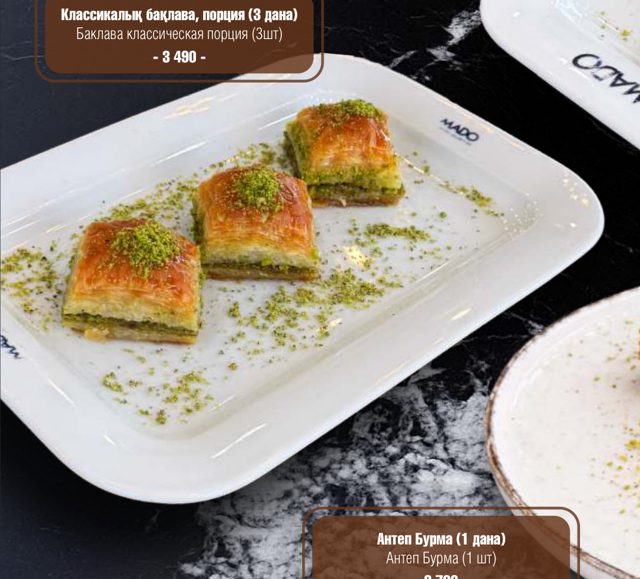 Классикалық бақлава, порция (3 дана)
Баклава классическая порция (3шт)
- 3 490 -
MADO
MADO
MADO
Антеп Бурма (1 дана)
Антеп Бурма (1 шт)